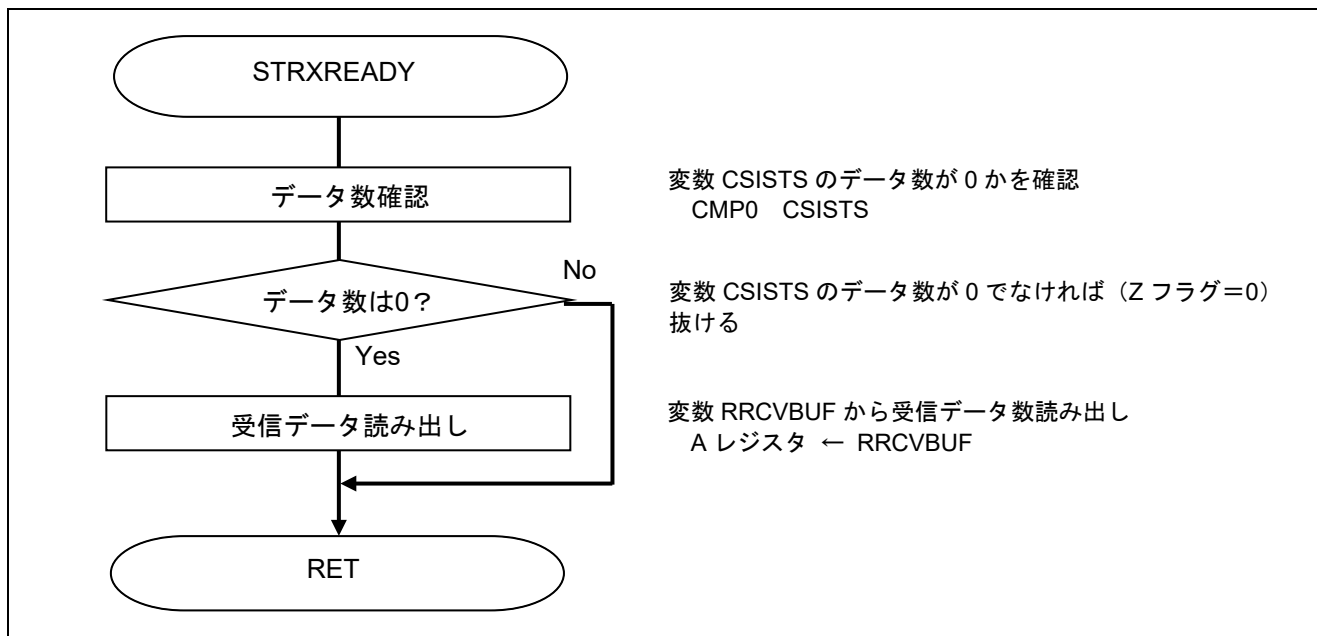 STRXREADY
データ数確認
変数 CSISTS のデータ数が 0 かを確認
CMP0 CSISTS
データ数は0？
No
変数 CSISTS のデータ数が 0 でなければ（Z フラグ＝0）
抜ける
Yes
受信データ読み出し
変数 RRCVBUF から受信データ数読み出し
A レジスタ ← RRCVBUF
RET